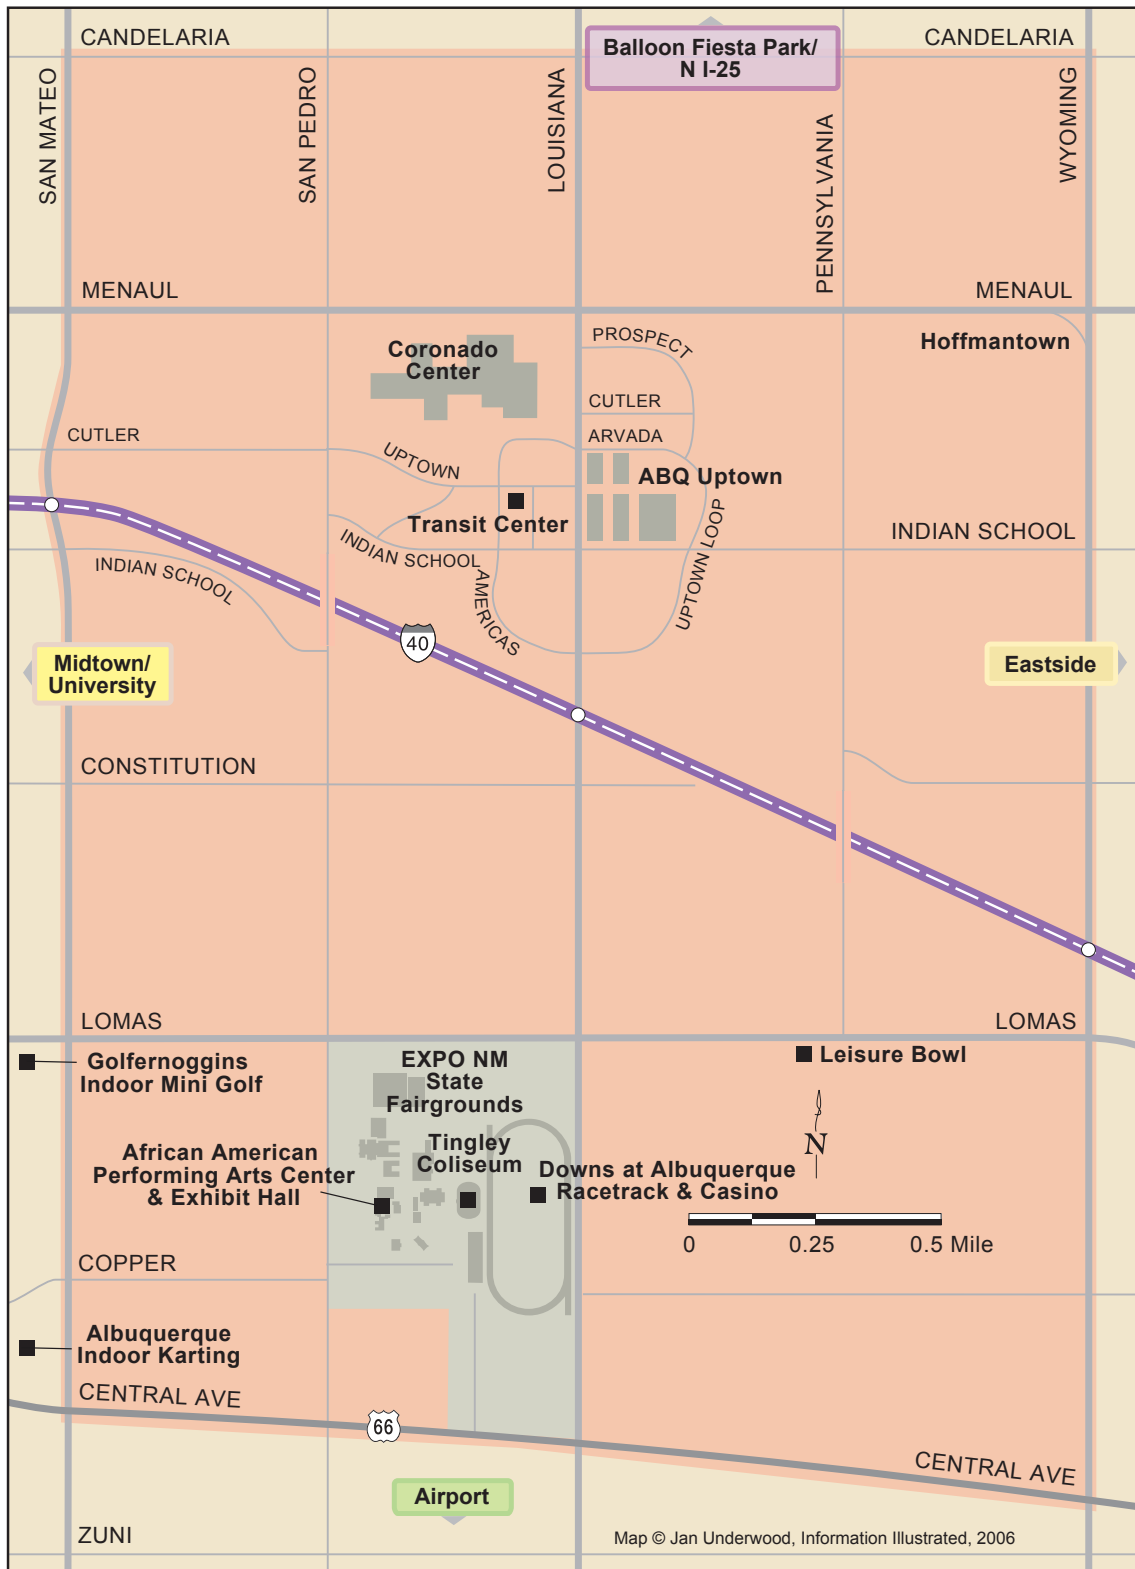 CANDELARIA
Balloon Fiesta Park/
N I-25
CANDELARIA
SAN MATEO
SAN PEDRO
LOUISIANA
PENNSYLVANIA
WYOMING
MENAUL
MENAUL
PROSPECT
Hoffmantown
Coronado
Center
CUTLER
CUTLER
ARVADA
UPTOWN
ABQ Uptown
Transit Center
INDIAN SCHOOL
INDIAN SCHOOL
INDIAN SCHOOL
AMERICAS
UPTOWN LOOP
40
Midtown/
University
Eastside
CONSTITUTION
LOMAS
LOMAS
Golfernoggins
Indoor Mini Golf
EXPO NM
State
Fairgrounds
Leisure Bowl
N
African American
Performing Arts Center
& Exhibit Hall
Tingley
Coliseum
Downs at Albuquerque
Racetrack & Casino
0 0.25 0.5 Mile
COPPER
Albuquerque
Indoor Karting
CENTRAL AVE
66
CENTRAL AVE
Airport
ZUNI
Map © Jan Underwood, Information Illustrated, 2006